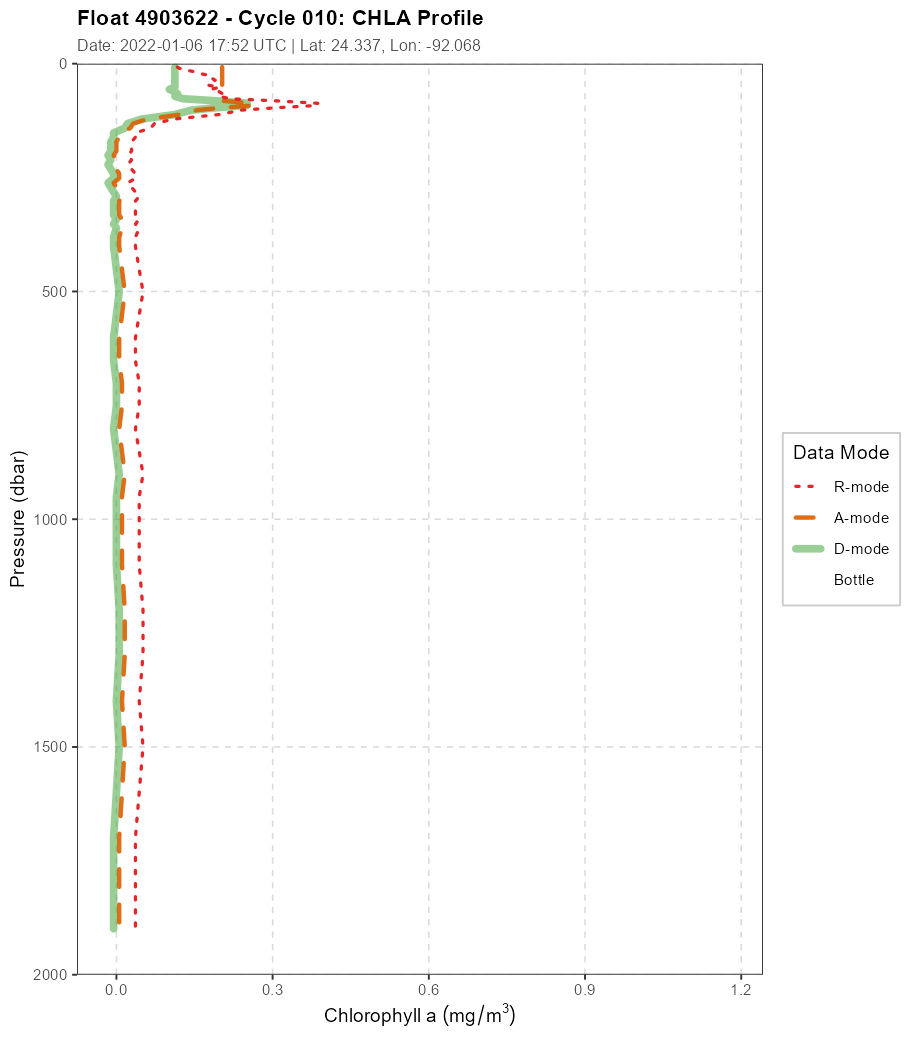 Float 4903622 - Cycle 010: CHLA Profile
Date: 2022-01-06 17:52 UTC | Lat: 24.337, Lon: -92.068
0
500
1000
1500
2000
Pressure (dbar)
0.0 0.3 0.6 0.9 1.2
Chlorophyll a (mg/m³)
Data Mode
R-mode
A-mode
D-mode
Bottle